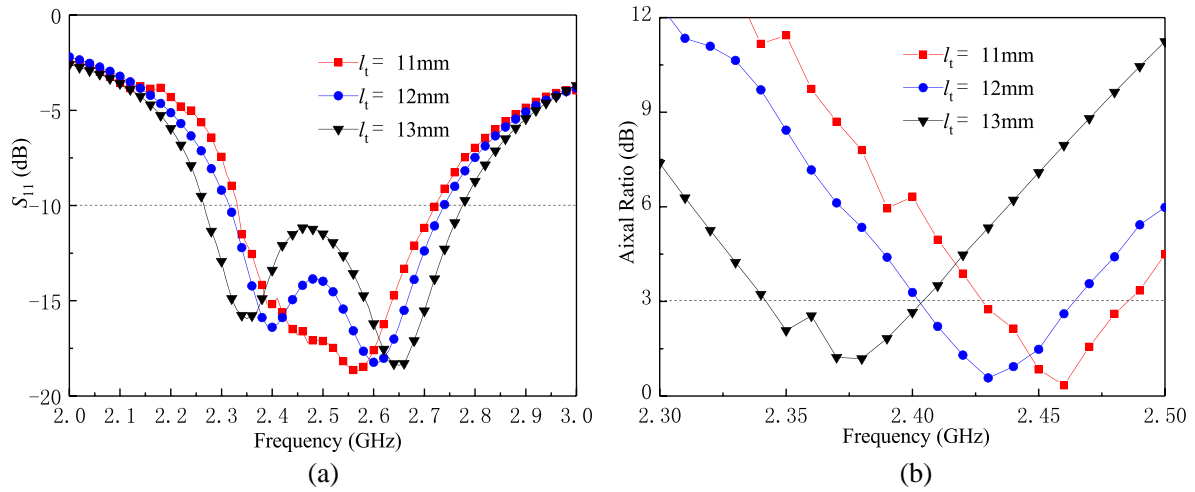 0
-5
-10
-15
-20
S11 (dB)
lt = 11mm
lt = 12mm
lt = 13mm
2.0 2.1 2.2 2.3 2.4 2.5 2.6 2.7 2.8 2.9 3.0
Frequency (GHz)
(a)
12
9
6
3
0
Aixal Ratio (dB)
lt = 11mm
lt = 12mm
lt = 13mm
2.30 2.35 2.40 2.45 2.50
Frequency (GHz)
(b)